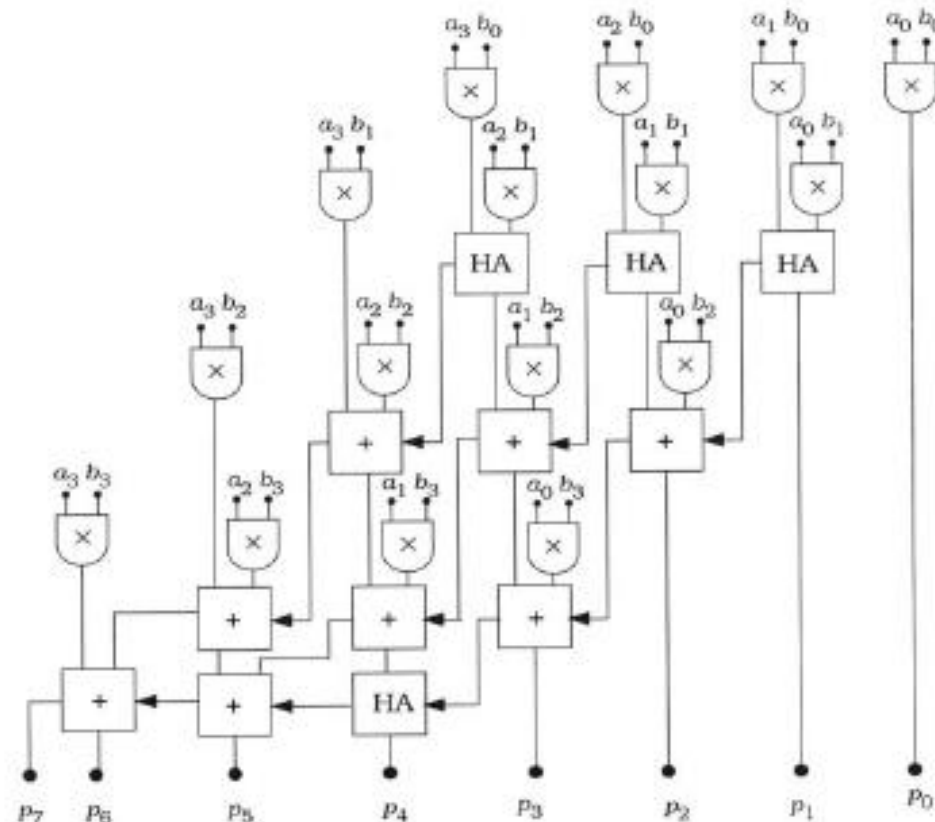 a₃ b₀ a₂ b₀ a₁ b₀ a₀ b₀
× × × ×
a₃ b₁ a₂ b₁ a₁ b₁ a₀ b₁
× × × ×
HA HA HA
a₃ b₂ a₂ b₂ a₁ b₂ a₀ b₂
× × × ×
+ + +
a₃ b₃ a₂ b₃ a₁ b₃ a₀ b₃
× × × ×
+ + +
+ + HA
p₇ p₆ p₅ p₄ p₃ p₂ p₁ p₀